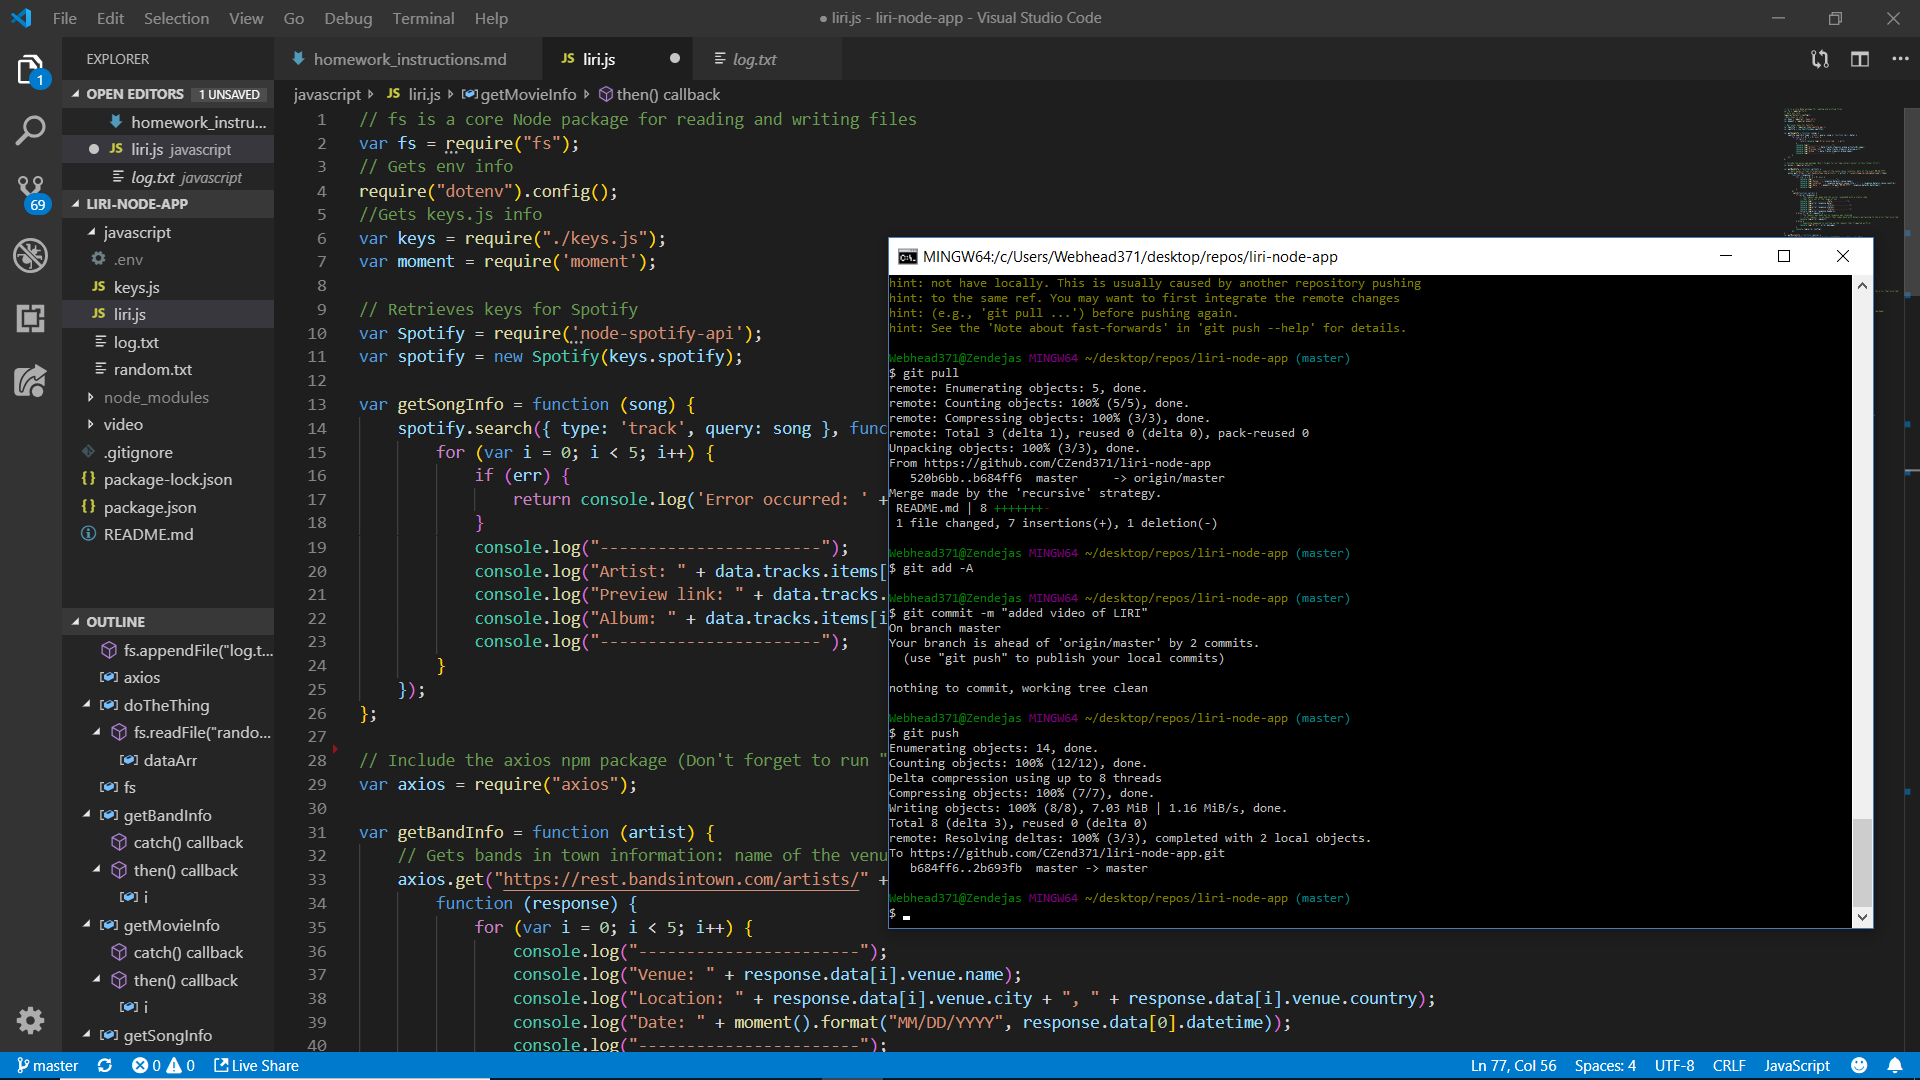 File Edit Selection View Go Debug Terminal Help
● liri.js - liri-node-app - Visual Studio Code
EXPLORER
OPEN EDITORS 1 UNSAVED
homework_instru...
JS liri.js javascript
log.txt javascript
LIRI-NODE-APP
javascript
.env
JS keys.js
JS liri.js
log.txt
random.txt
node_modules
video
.gitignore
{} package-lock.json
{} package.json
README.md
OUTLINE
fs.appendFile("log.t...
axios
doTheThing
fs.readFile("rando...
dataArr
fs
getBandInfo
catch() callback
then() callback
i
getMovieInfo
catch() callback
then() callback
i
getSongInfo
1
69
homework_instructions.md
JS liri.js
log.txt
javascript JS liri.js getMovieInfo then() callback
1 // fs is a core Node package for reading and writing files
2 var fs = require("fs");
3 // Gets env info
4 require("dotenv").config();
5 //Gets keys.js info
6 var keys = require("./keys.js");
7 var moment = require('moment');
8
9 // Retrieves keys for Spotify
10 var Spotify = require('node-spotify-api');
11 var spotify = new Spotify(keys.spotify);
12
13 var getSongInfo = function (song) {
14 spotify.search({ type: 'track', query: song }, func
15 for (var i = 0; i < 5; i++) {
16 if (err) {
17 return console.log('Error occurred: ' +
18 }
19 console.log("-----------------------");
20 console.log("Artist: " + data.tracks.items[
21 console.log("Preview link: " + data.tracks.
22 console.log("Album: " + data.tracks.items[i
23 console.log("-----------------------");
24 }
25 });
26 };
27
28 // Include the axios npm package (Don't forget to run "
29 var axios = require("axios");
30
31 var getBandInfo = function (artist) {
32 // Gets bands in town information: name of the venu
33 axios.get("https://rest.bandsintown.com/artists/" +
34 function (response) {
35 for (var i = 0; i < 5; i++) {
36 console.log("-----------------------");
37 console.log("Venue: " + response.data[i].venue.name);
38 console.log("Location: " + response.data[i].venue.city + ", " + response.data[i].venue.country);
39 console.log("Date: " + moment().format("MM/DD/YYYY", response.data[0].datetime));
40 console.log("-----------------------");
MINGW64:/c/Users/Webhead371/desktop/repos/liri-node-app
hint: not have locally. This is usually caused by another repository pushing
hint: to the same ref. You may want to first integrate the remote changes
hint: (e.g., 'git pull ...') before pushing again.
hint: See the 'Note about fast-forwards' in 'git push --help' for details.
Webhead371@Zendejas MINGW64 ~/desktop/repos/liri-node-app (master)
$ git pull
remote: Enumerating objects: 5, done.
remote: Counting objects: 100% (5/5), done.
remote: Compressing objects: 100% (3/3), done.
remote: Total 3 (delta 1), reused 0 (delta 0), pack-reused 0
Unpacking objects: 100% (3/3), done.
From https://github.com/CZend371/liri-node-app
520b6bb..b684ff6 master -> origin/master
Merge made by the 'recursive' strategy.
README.md | 8 +++++++-
1 file changed, 7 insertions(+), 1 deletion(-)
Webhead371@Zendejas MINGW64 ~/desktop/repos/liri-node-app (master)
$ git add -A
Webhead371@Zendejas MINGW64 ~/desktop/repos/liri-node-app (master)
$ git commit -m "added video of LIRI"
On branch master
Your branch is ahead of 'origin/master' by 2 commits.
(use "git push" to publish your local commits)
nothing to commit, working tree clean
Webhead371@Zendejas MINGW64 ~/desktop/repos/liri-node-app (master)
$ git push
Enumerating objects: 14, done.
Counting objects: 100% (12/12), done.
Delta compression using up to 8 threads
Compressing objects: 100% (7/7), done.
Writing objects: 100% (8/8), 7.03 MiB | 1.16 MiB/s, done.
Total 8 (delta 3), reused 0 (delta 0)
remote: Resolving deltas: 100% (3/3), completed with 2 local objects.
To https://github.com/CZend371/liri-node-app.git
b684ff6..2b693fb master -> master
Webhead371@Zendejas MINGW64 ~/desktop/repos/liri-node-app (master)
$
master 0 0 Live Share
Ln 77, Col 56 Spaces: 4 UTF-8 CRLF JavaScript